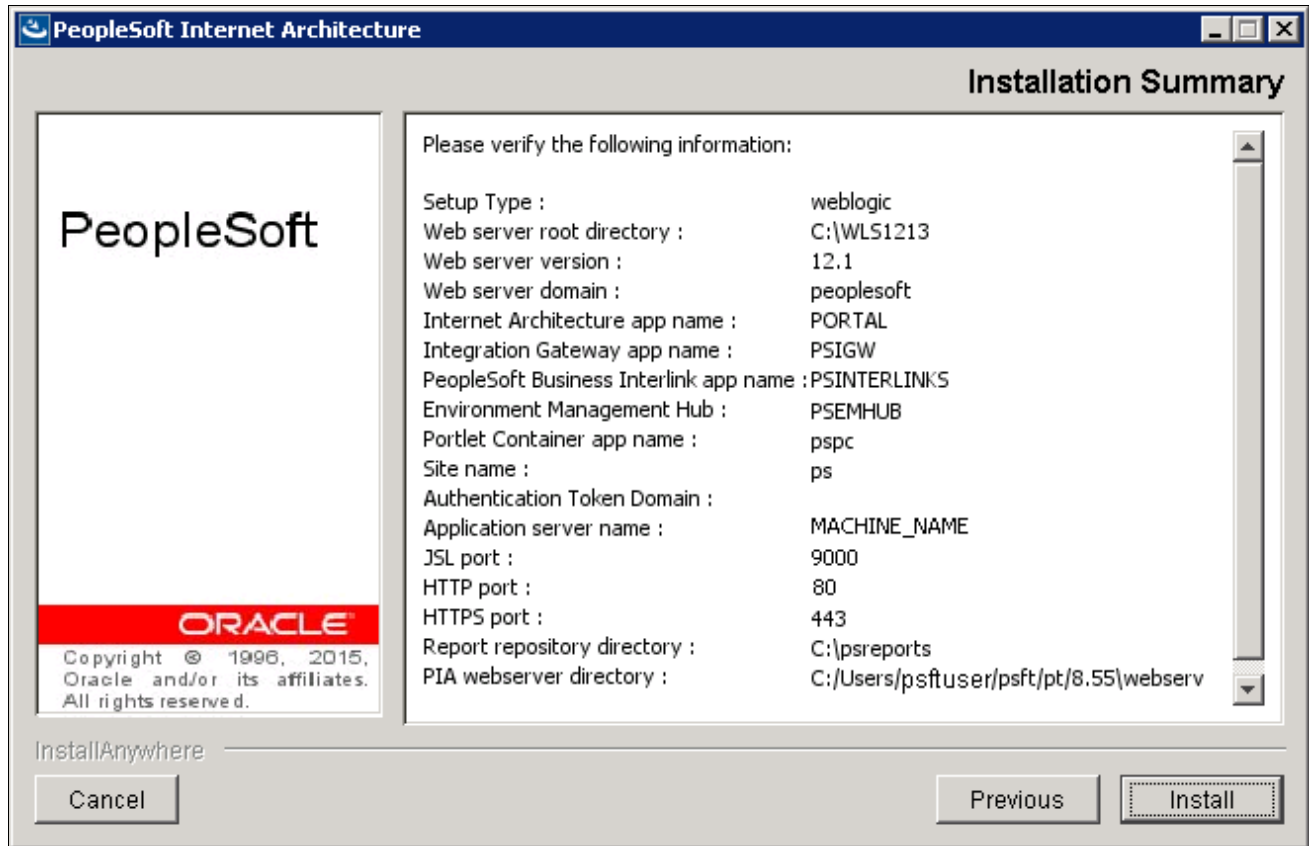 PeopleSoft Internet Architecture
Installation Summary
PeopleSoft
ORACLE
Copyright © 1996, 2015,
Oracle and/or its affiliates.
All rights reserved.
Please verify the following information:
Setup Type : weblogic
Web server root directory : C:\WLS1213
Web server version : 12.1
Web server domain : peoplesoft
Internet Architecture app name : PORTAL
Integration Gateway app name : PSIGW
PeopleSoft Business Interlink app name : PSINTERLINKS
Environment Management Hub : PSEMHUB
Portlet Container app name : pspc
Site name : ps
Authentication Token Domain :
Application server name : MACHINE_NAME
JSL port : 9000
HTTP port : 80
HTTPS port : 443
Report repository directory : C:\psreports
PIA webserver directory : C:/Users/psftuser/psft/pt/8.55\webserv
InstallAnywhere
Cancel Previous Install